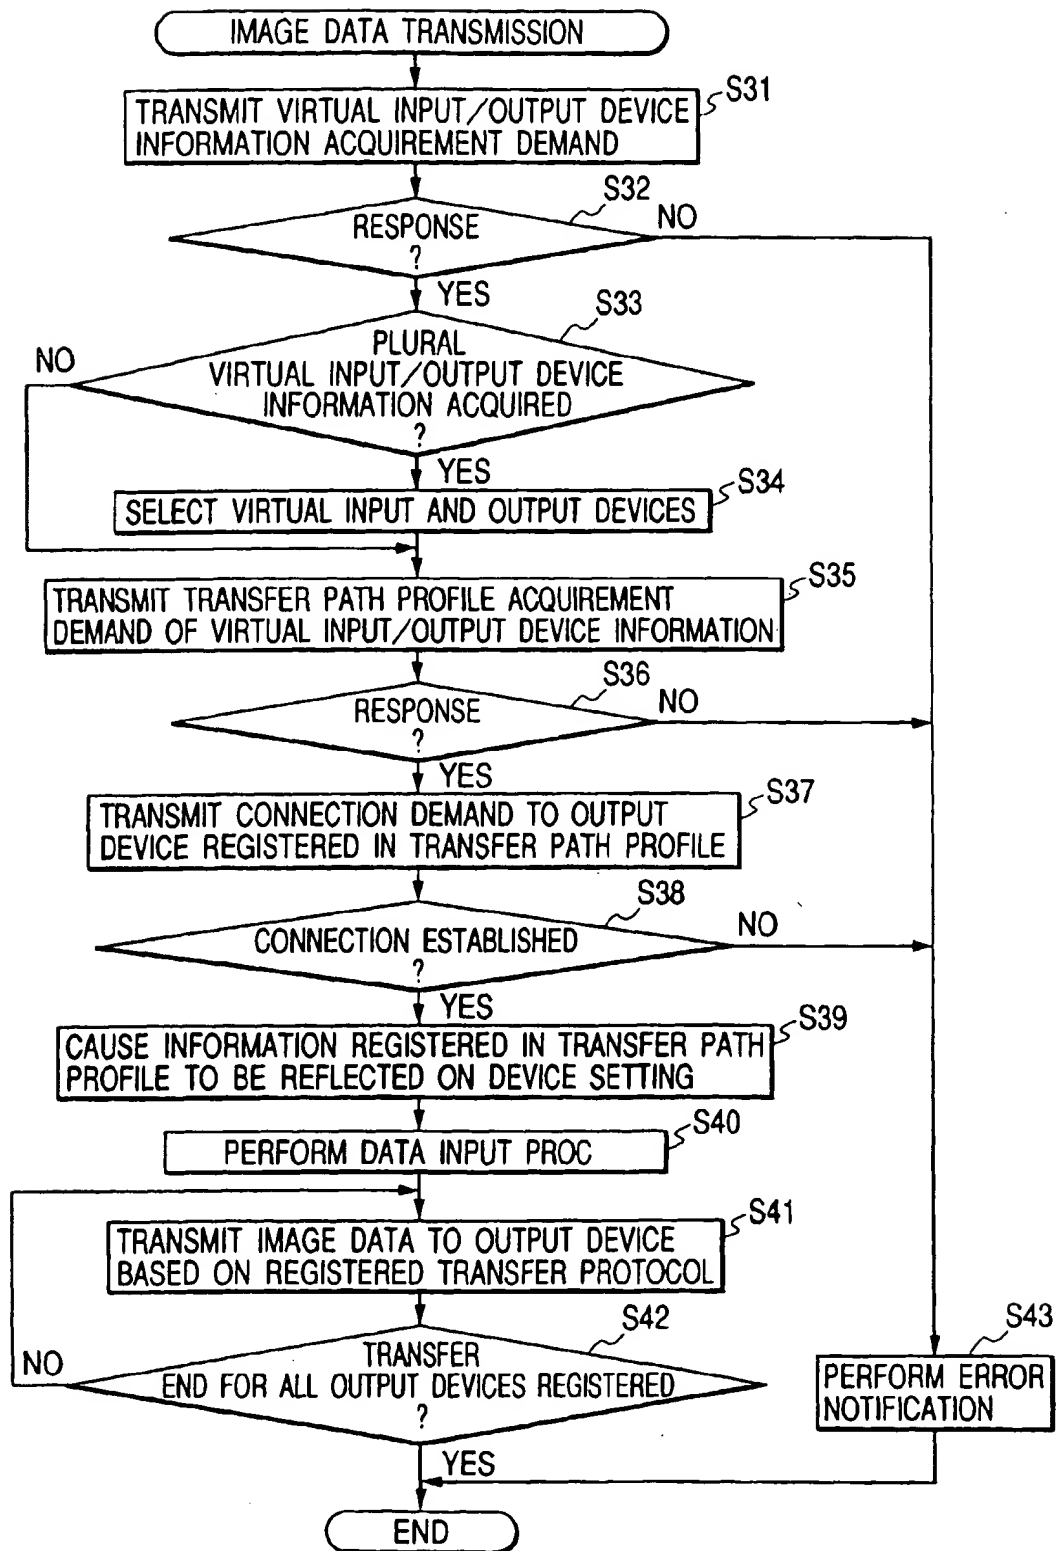 IMAGE DATA TRANSMISSION
S31
TRANSMIT VIRTUAL INPUT/OUTPUT DEVICE
INFORMATION ACQUIREMENT DEMAND
S32
RESPONSE
?
NO
YES
S33
PLURAL
VIRTUAL INPUT/OUTPUT DEVICE
INFORMATION ACQUIRED
?
NO
YES
S34
SELECT VIRTUAL INPUT AND OUTPUT DEVICES
S35
TRANSMIT TRANSFER PATH PROFILE ACQUIREMENT
DEMAND OF VIRTUAL INPUT/OUTPUT DEVICE INFORMATION
S36
RESPONSE
?
NO
YES
S37
TRANSMIT CONNECTION DEMAND TO OUTPUT
DEVICE REGISTERED IN TRANSFER PATH PROFILE
S38
CONNECTION ESTABLISHED
?
NO
YES
S39
CAUSE INFORMATION REGISTERED IN TRANSFER PATH
PROFILE TO BE REFLECTED ON DEVICE SETTING
S40
PERFORM DATA INPUT PROC
S41
TRANSMIT IMAGE DATA TO OUTPUT DEVICE
BASED ON REGISTERED TRANSFER PROTOCOL
S42
TRANSFER
END FOR ALL OUTPUT DEVICES REGISTERED
?
NO
YES
S43
PERFORM ERROR
NOTIFICATION
END